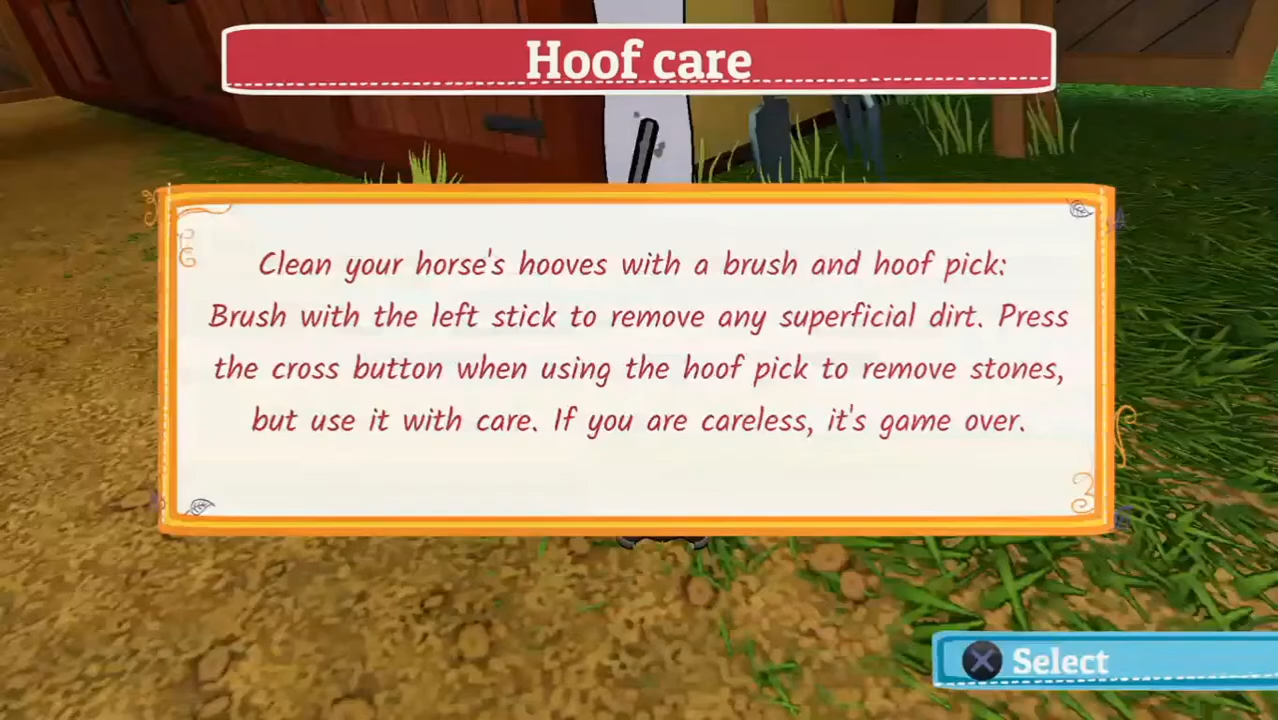 Hoof care
Clean your horse's hooves with a brush and hoof pick:
Brush with the left stick to remove any superficial dirt. Press
the cross button when using the hoof pick to remove stones,
but use it with care. If you are careless, it's game over.
Select